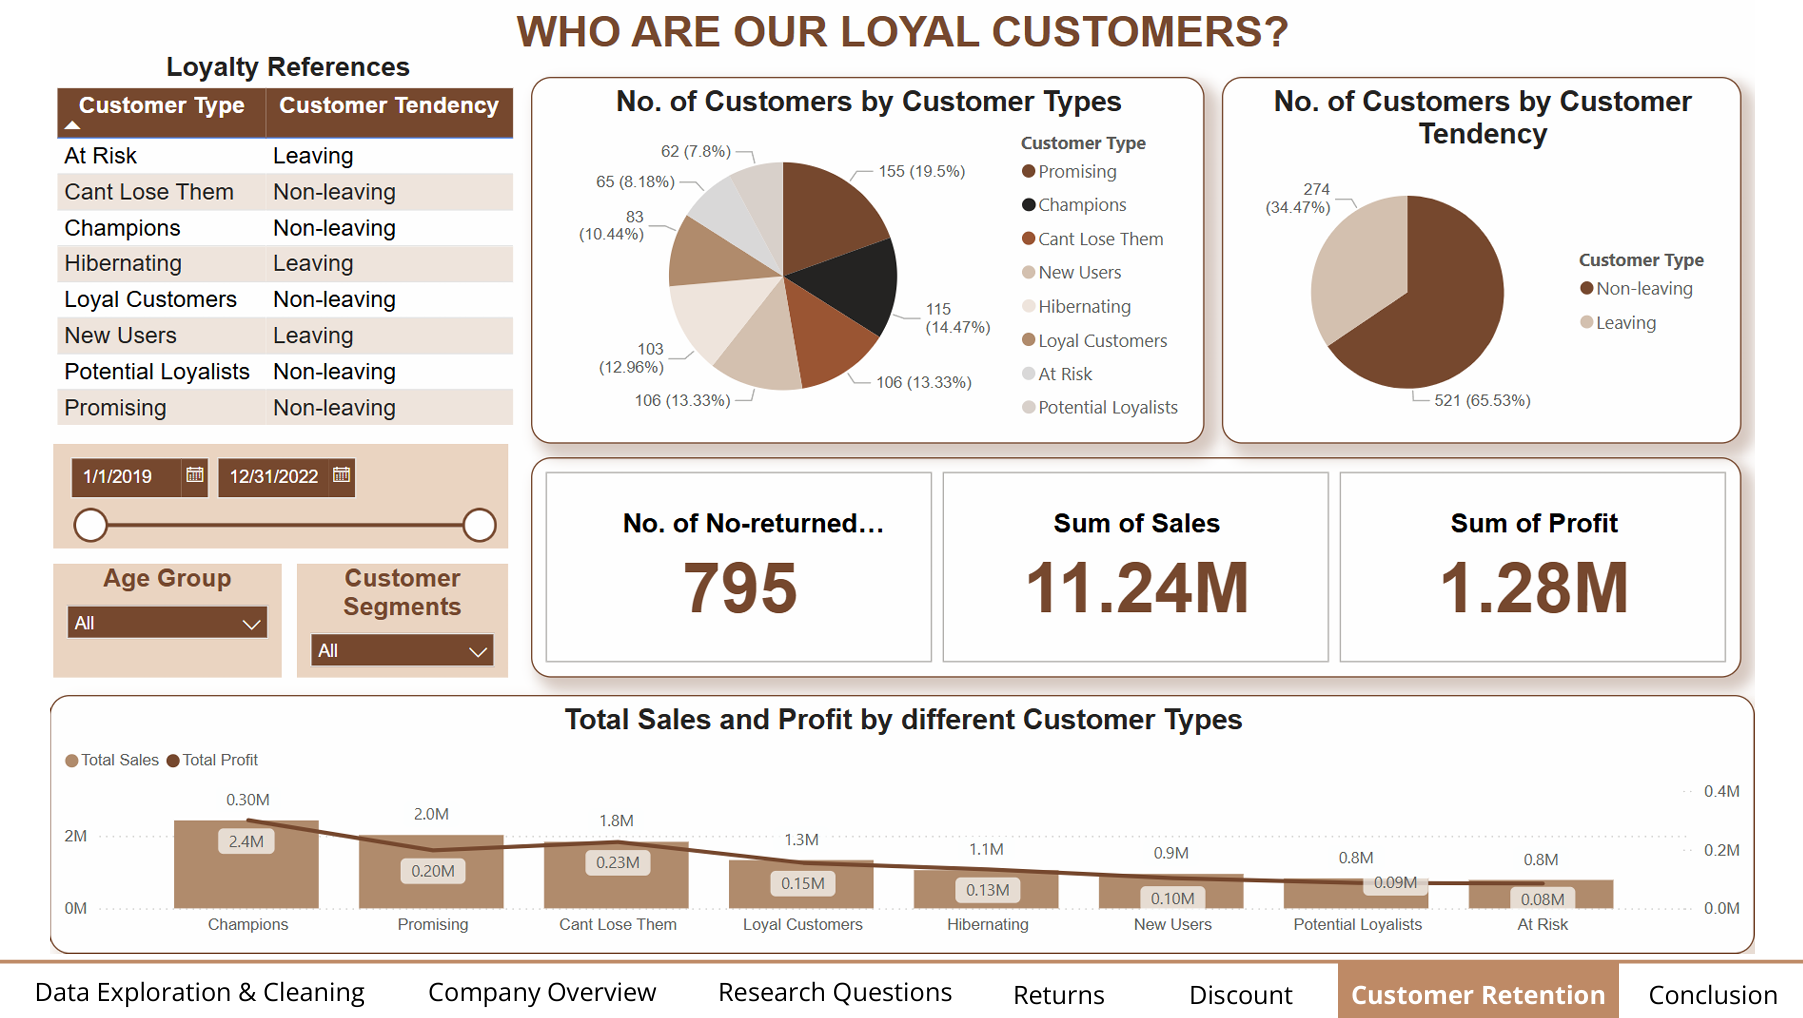 WHO ARE OUR LOYAL CUSTOMERS?
Loyalty References
Customer Type Customer Tendency
At Risk Leaving
Cant Lose Them Non-leaving
Champions Non-leaving
Hibernating Leaving
Loyal Customers Non-leaving
New Users Leaving
Potential Loyalists Non-leaving
Promising Non-leaving
1/1/2019 12/31/2022
Age Group
All
Customer
Segments
All
No. of Customers by Customer Types
62 (7.8%)
155 (19.5%)
65 (8.18%)
83
(10.44%)
115
(14.47%)
103
(12.96%)
106 (13.33%)
106 (13.33%)
Customer Type
Promising
Champions
Cant Lose Them
New Users
Hibernating
Loyal Customers
At Risk
Potential Loyalists
No. of Customers by Customer
Tendency
274
(34.47%)
521 (65.53%)
Customer Type
Non-leaving
Leaving
No. of No-returned...
795
Sum of Sales
11.24M
Sum of Profit
1.28M
Total Sales and Profit by different Customer Types
Total Sales Total Profit
2M
0M
0.30M 2.0M 1.8M 1.3M 1.1M 0.9M 0.8M 0.8M
2.4M 0.20M 0.23M 0.15M 0.13M 0.10M 0.09M 0.08M
0.4M
0.2M
0.0M
Champions Promising Cant Lose Them Loyal Customers Hibernating New Users Potential Loyalists At Risk
Data Exploration & Cleaning Company Overview Research Questions Returns Discount Customer Retention Conclusion